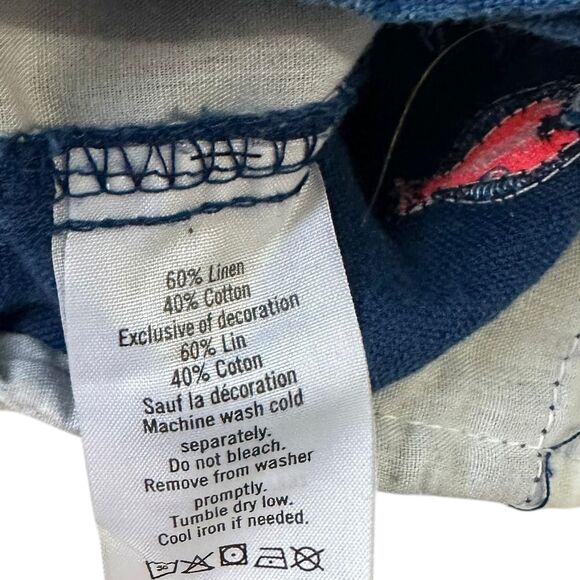 60% Linen
40% Cotton
Exclusive of decoration
60% Lin
40% Coton
Sauf la décoration
Machine wash cold
separately.
Do not bleach.
Remove from washer
promptly.
Tumble dry low.
Cool iron if needed.
30